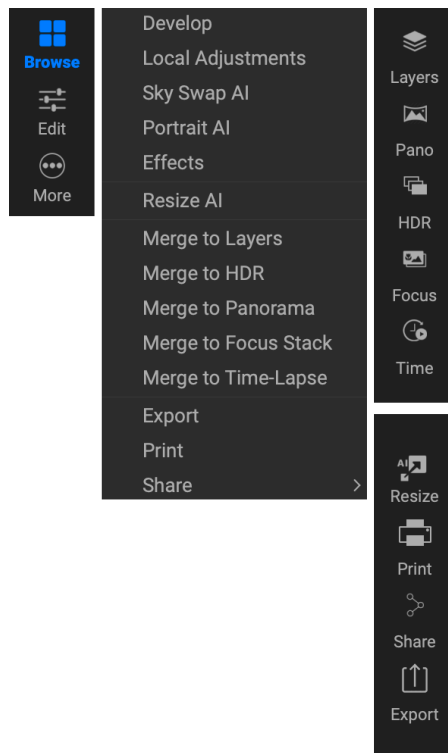 Browse
Edit
More
Develop
Local Adjustments
Sky Swap AI
Portrait AI
Effects
Resize AI
Merge to Layers
Merge to HDR
Merge to Panorama
Merge to Focus Stack
Merge to Time-Lapse
Export
Print
Share
Layers
Pano
HDR
Focus
Time
AI
Resize
Print
Share
Export